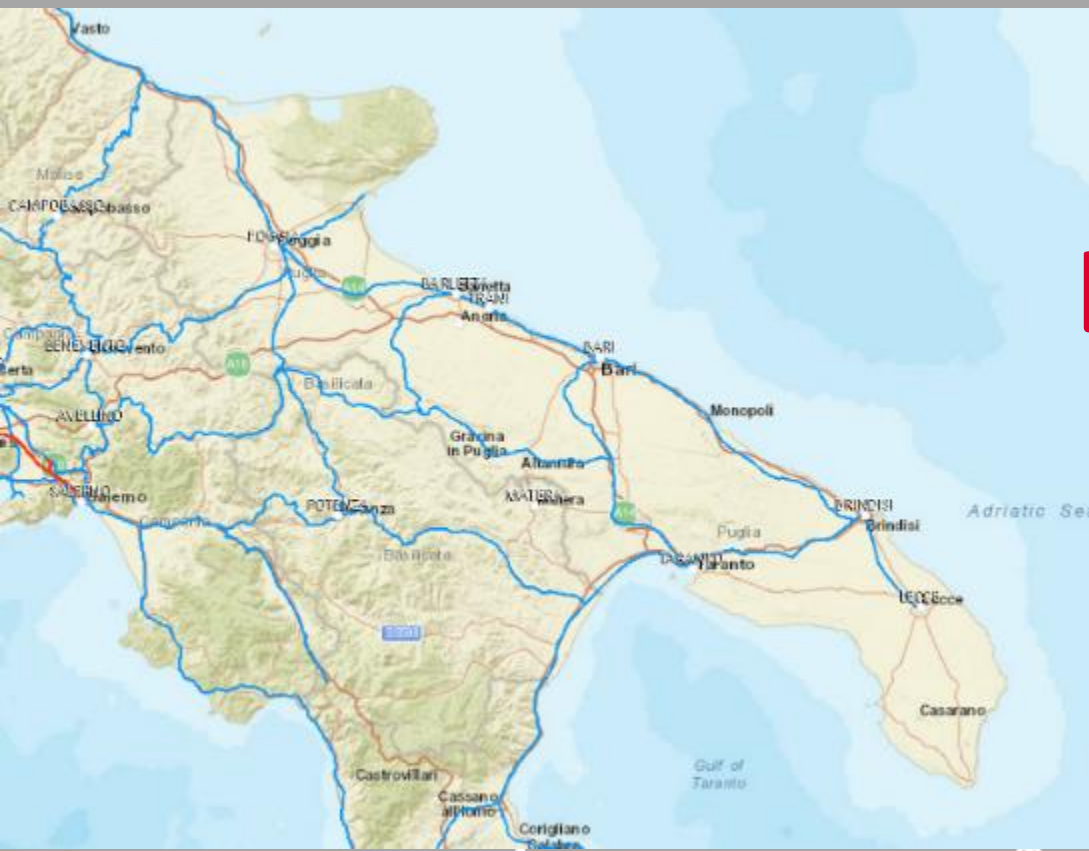 Vasto
Molise
CAMPOBASSO
Campobasso
FOGGIA
Foggia
Puglia
A14
BARLETTA
Barletta
TRANI
Andria
Campania
BENEVENTO
Benevento
BARI
Bari
A16
Basilicata
Monopoli
AVELLINO
Gravina
in Puglia
Altamura
SALERNO
Salerno
MATERA
Matera
POTENZA
Potenza
A14
BRINDISI
Brindisi
Adriatic Se
Campania
Puglia
Basilicata
TARANTO
Taranto
LECCE
Lecce
Casarano
Gulf of
Taranto
Castrovillari
Cassano
all'Ionio
Corigliano
Calabro